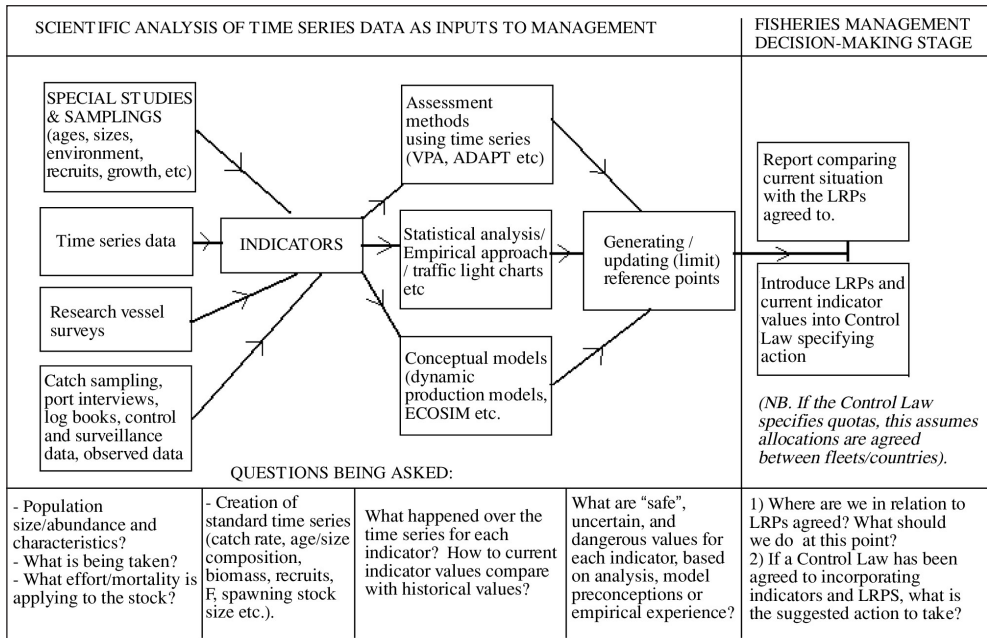 SCIENTIFIC ANALYSIS OF TIME SERIES DATA AS INPUTS TO MANAGEMENT
FISHERIES MANAGEMENT
DECISION-MAKING STAGE
SPECIAL STUDIES
& SAMPLINGS
(ages, sizes,
environment,
recruits, growth, etc)
Time series data
Research vessel
surveys
Catch sampling,
port interviews,
log books, control
and surveillance
data, observed data
INDICATORS
Assessment
methods
using time series
(VPA, ADAPT etc)
Statistical analysis/
Empirical approach
/ traffic light charts
etc
Conceptual models
(dynamic
production models,
ECOSIM etc.
Generating /
updating (limit)
reference points
Report comparing
current situation
with the LRPs
agreed to.
Introduce LRPs and
current indicator
values into Control
Law specifying
action
(NB. If the Control Law
specifies quotas, this assumes
allocations are agreed
between fleets/countries).
QUESTIONS BEING ASKED:
- Population
size/abundance and
characteristics?
- What is being taken?
- What effort/mortality is
applying to the stock?
- Creation of
standard time series
(catch rate, age/size
composition,
biomass, recruits,
F, spawning stock
size etc.).
What happened over the
time series for each
indicator? How to current
indicator values compare
with historical values?
What are “safe”,
uncertain, and
dangerous values for
each indicator, based
on analysis, model
preconceptions or
empirical experience?
1) Where are we in relation to
LRPs agreed? What should
we do at this point?
2) If a Control Law has been
agreed to incorporating
indicators and LRPS, what is
the suggested action to take?